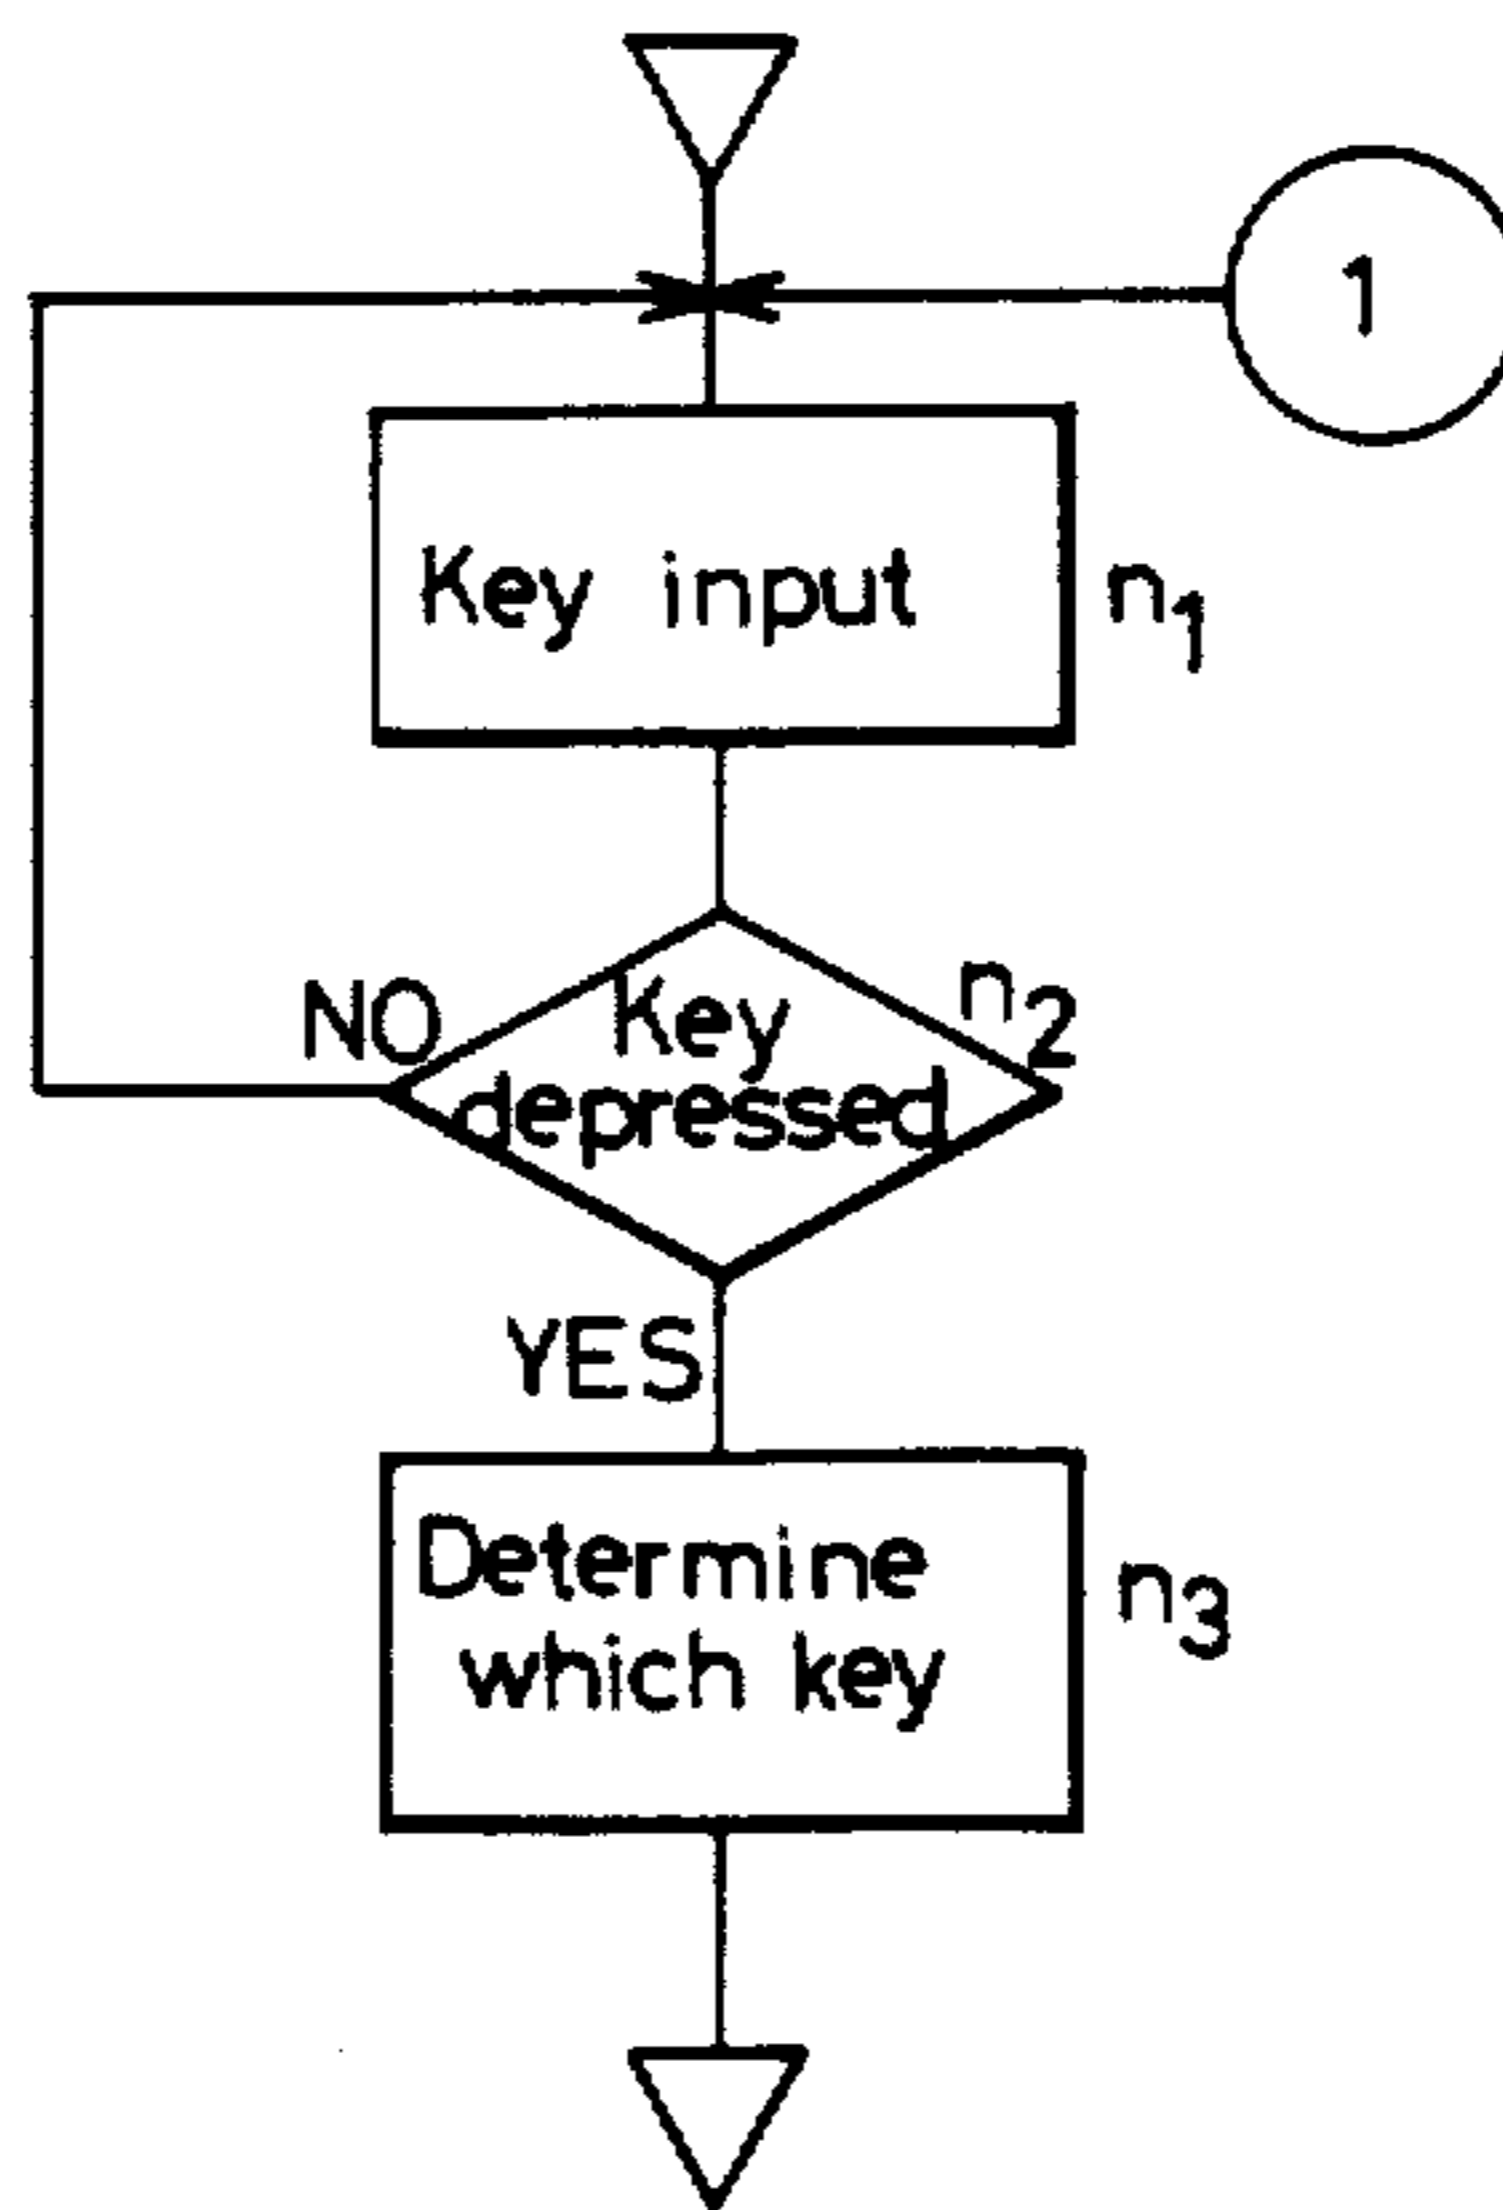 1
Key input
n1
NO
Key
depressed
n2
YES
Determine
which key
n3